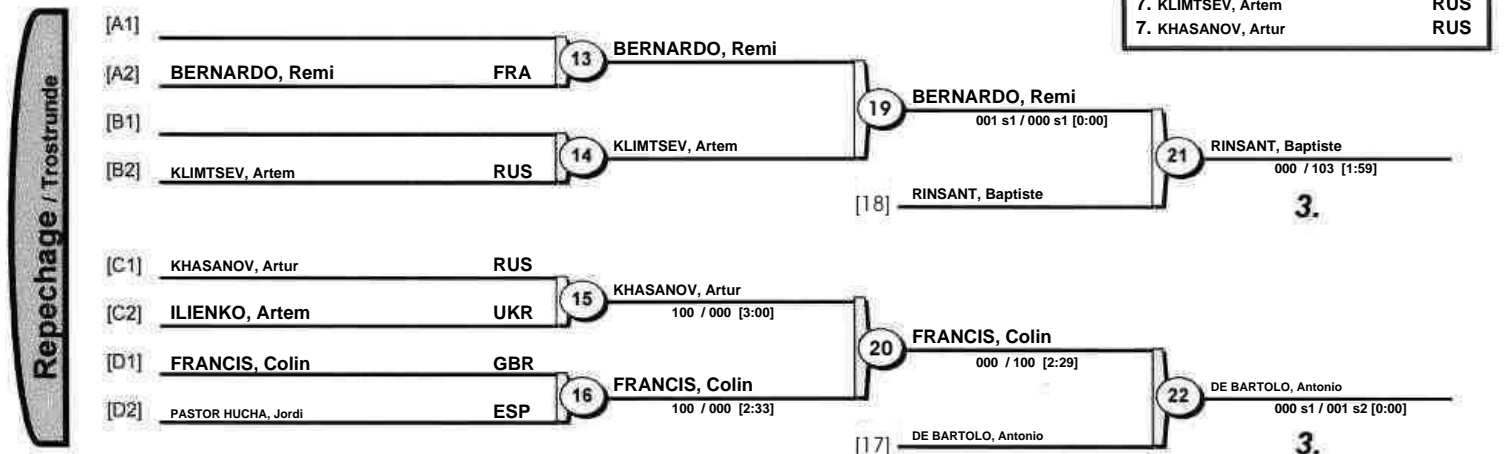 7. KLIMTSEV, Artem RUS
7. KHASANOV, Artur RUS
Repechage / Trostrunde
[A1]
[A2] BERNARDO, Remi FRA
13
BERNARDO, Remi
[B1]
[B2] KLIMTSEV, Artem RUS
14
KLIMTSEV, Artem
19
BERNARDO, Remi
001 s1 / 000 s1 [0:00]
[18] RINSANT, Baptiste
21
RINSANT, Baptiste
000 / 103 [1:59]
3.
[C1] KHASANOV, Artur RUS
[C2] ILIENKO, Artem UKR
15
KHASANOV, Artur
100 / 000 [3:00]
[D1] FRANCIS, Colin GBR
[D2] PASTOR HUCHA, Jordi ESP
16
FRANCIS, Colin
100 / 000 [2:33]
20
FRANCIS, Colin
000 / 100 [2:29]
[17] DE BARTOLO, Antonio
22
DE BARTOLO, Antonio
000 s1 / 001 s2 [0:00]
3.